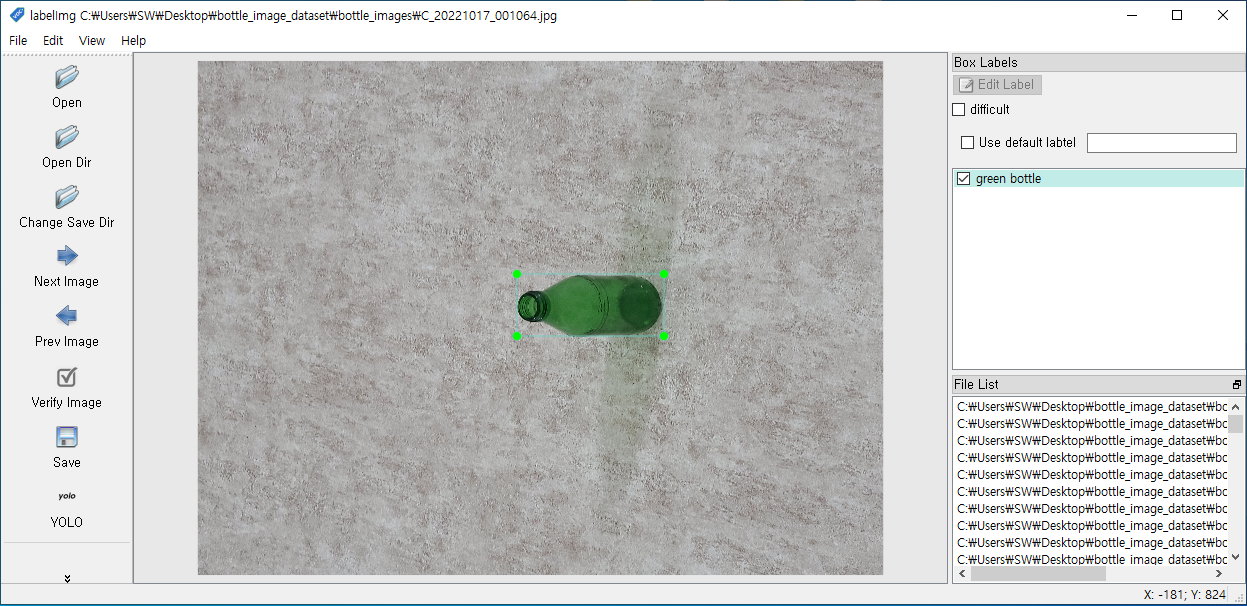 labelImg C:₩Users₩SW₩Desktop₩bottle_image_dataset₩bottle_images₩C_20221017_001064.jpg
File Edit View Help
Open
Open Dir
Change Save Dir
Next Image
Prev Image
Verify Image
Save
yolo
YOLO
Box Labels
Edit Label
difficult
Use default labtel
green bottle
File List
C:₩Users₩SW₩Desktop₩bottle_image_dataset₩bc
C:₩Users₩SW₩Desktop₩bottle_image_dataset₩bc
C:₩Users₩SW₩Desktop₩bottle_image_dataset₩bc
C:₩Users₩SW₩Desktop₩bottle_image_dataset₩bc
C:₩Users₩SW₩Desktop₩bottle_image_dataset₩bc
C:₩Users₩SW₩Desktop₩bottle_image_dataset₩bc
C:₩Users₩SW₩Desktop₩bottle_image_dataset₩bc
C:₩Users₩SW₩Desktop₩bottle_image_dataset₩bc
C:₩Users₩SW₩Desktop₩bottle_image_dataset₩bc
C:₩Users₩SW₩Desktop₩bottle_image_dataset₩bc
X: -181; Y: 824